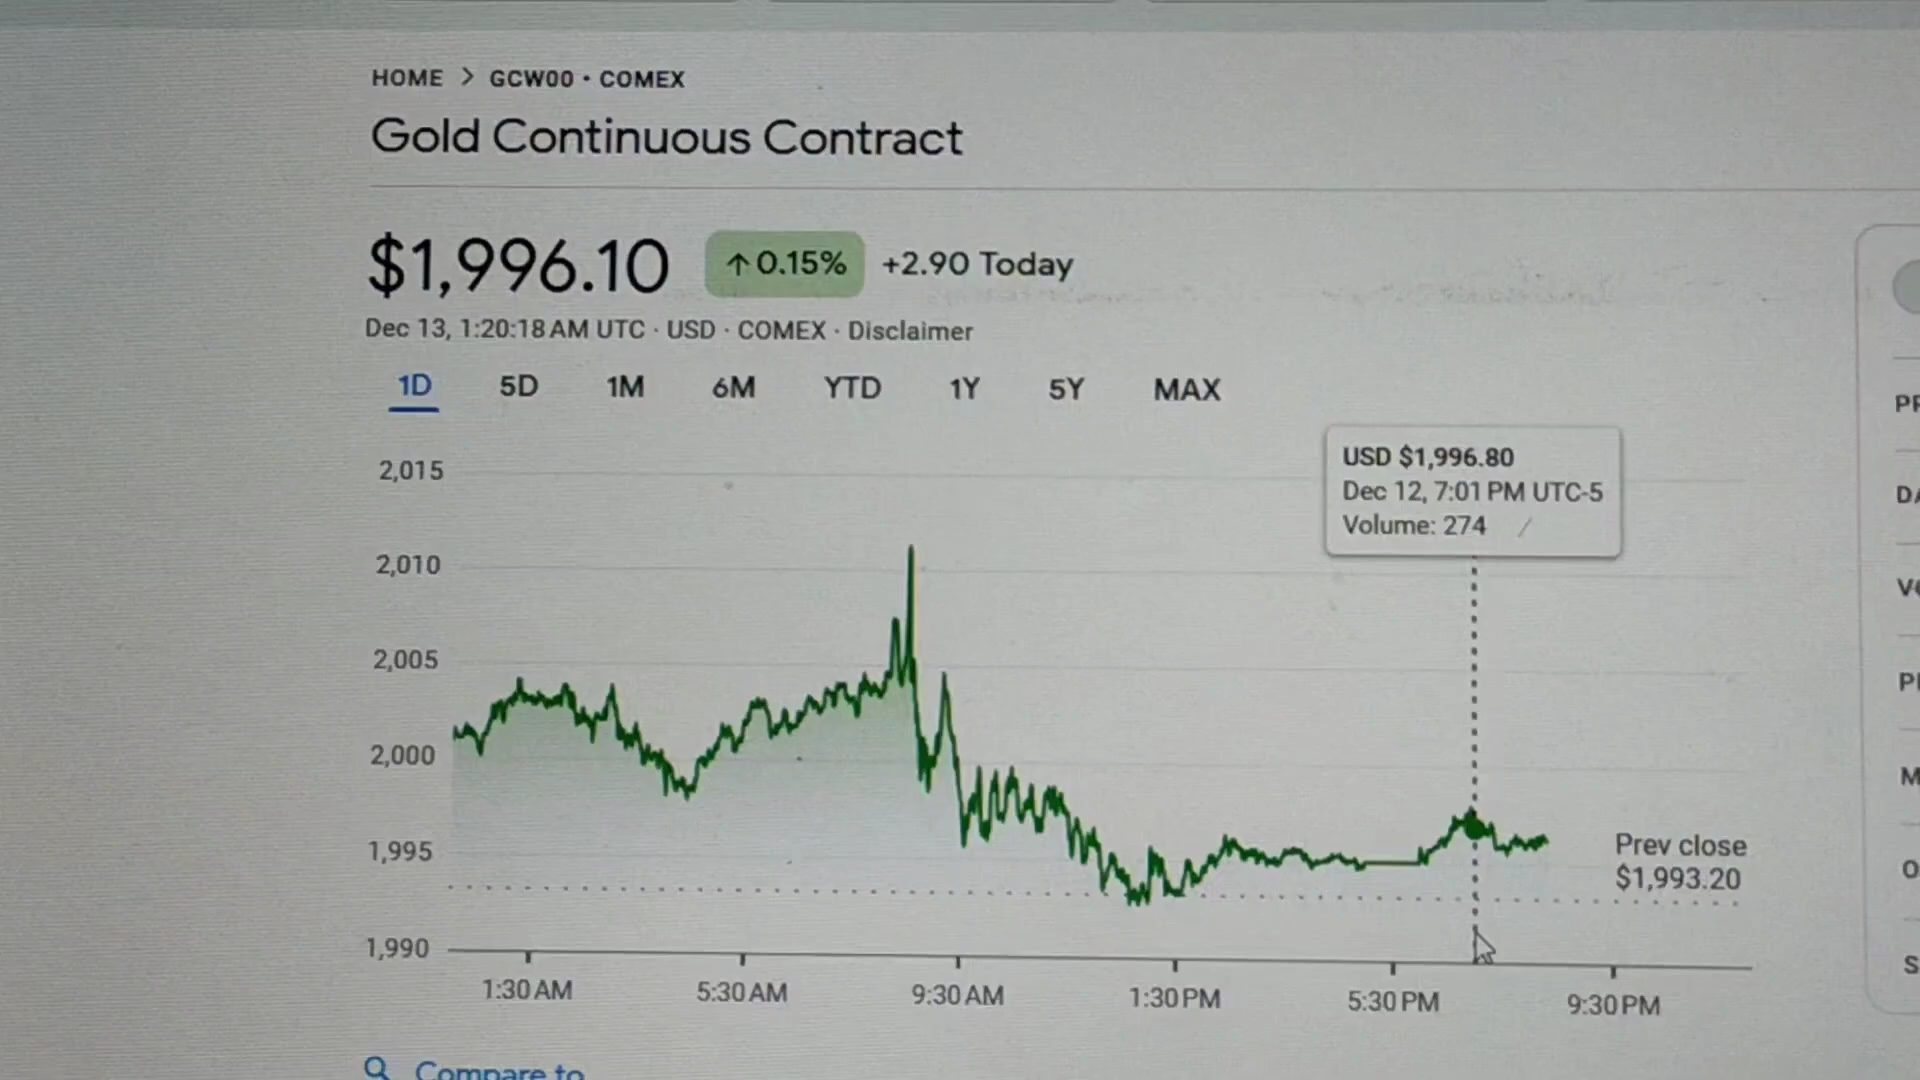 HOME > GCW00 • COMEX
Gold Continuous Contract
$1,996.10 ↑0.15% +2.90 Today
Dec 13, 1:20:18 AM UTC · USD · COMEX · Disclaimer
1D 5D 1M 6M YTD 1Y 5Y MAX
USD $1,996.80
Dec 12, 7:01 PM UTC-5
Volume: 274
2,015
2,010
2,005
2,000
1,995
1,990
Prev close
$1,993.20
1:30 AM 5:30 AM 9:30 AM 1:30 PM 5:30 PM 9:30 PM
Compare to